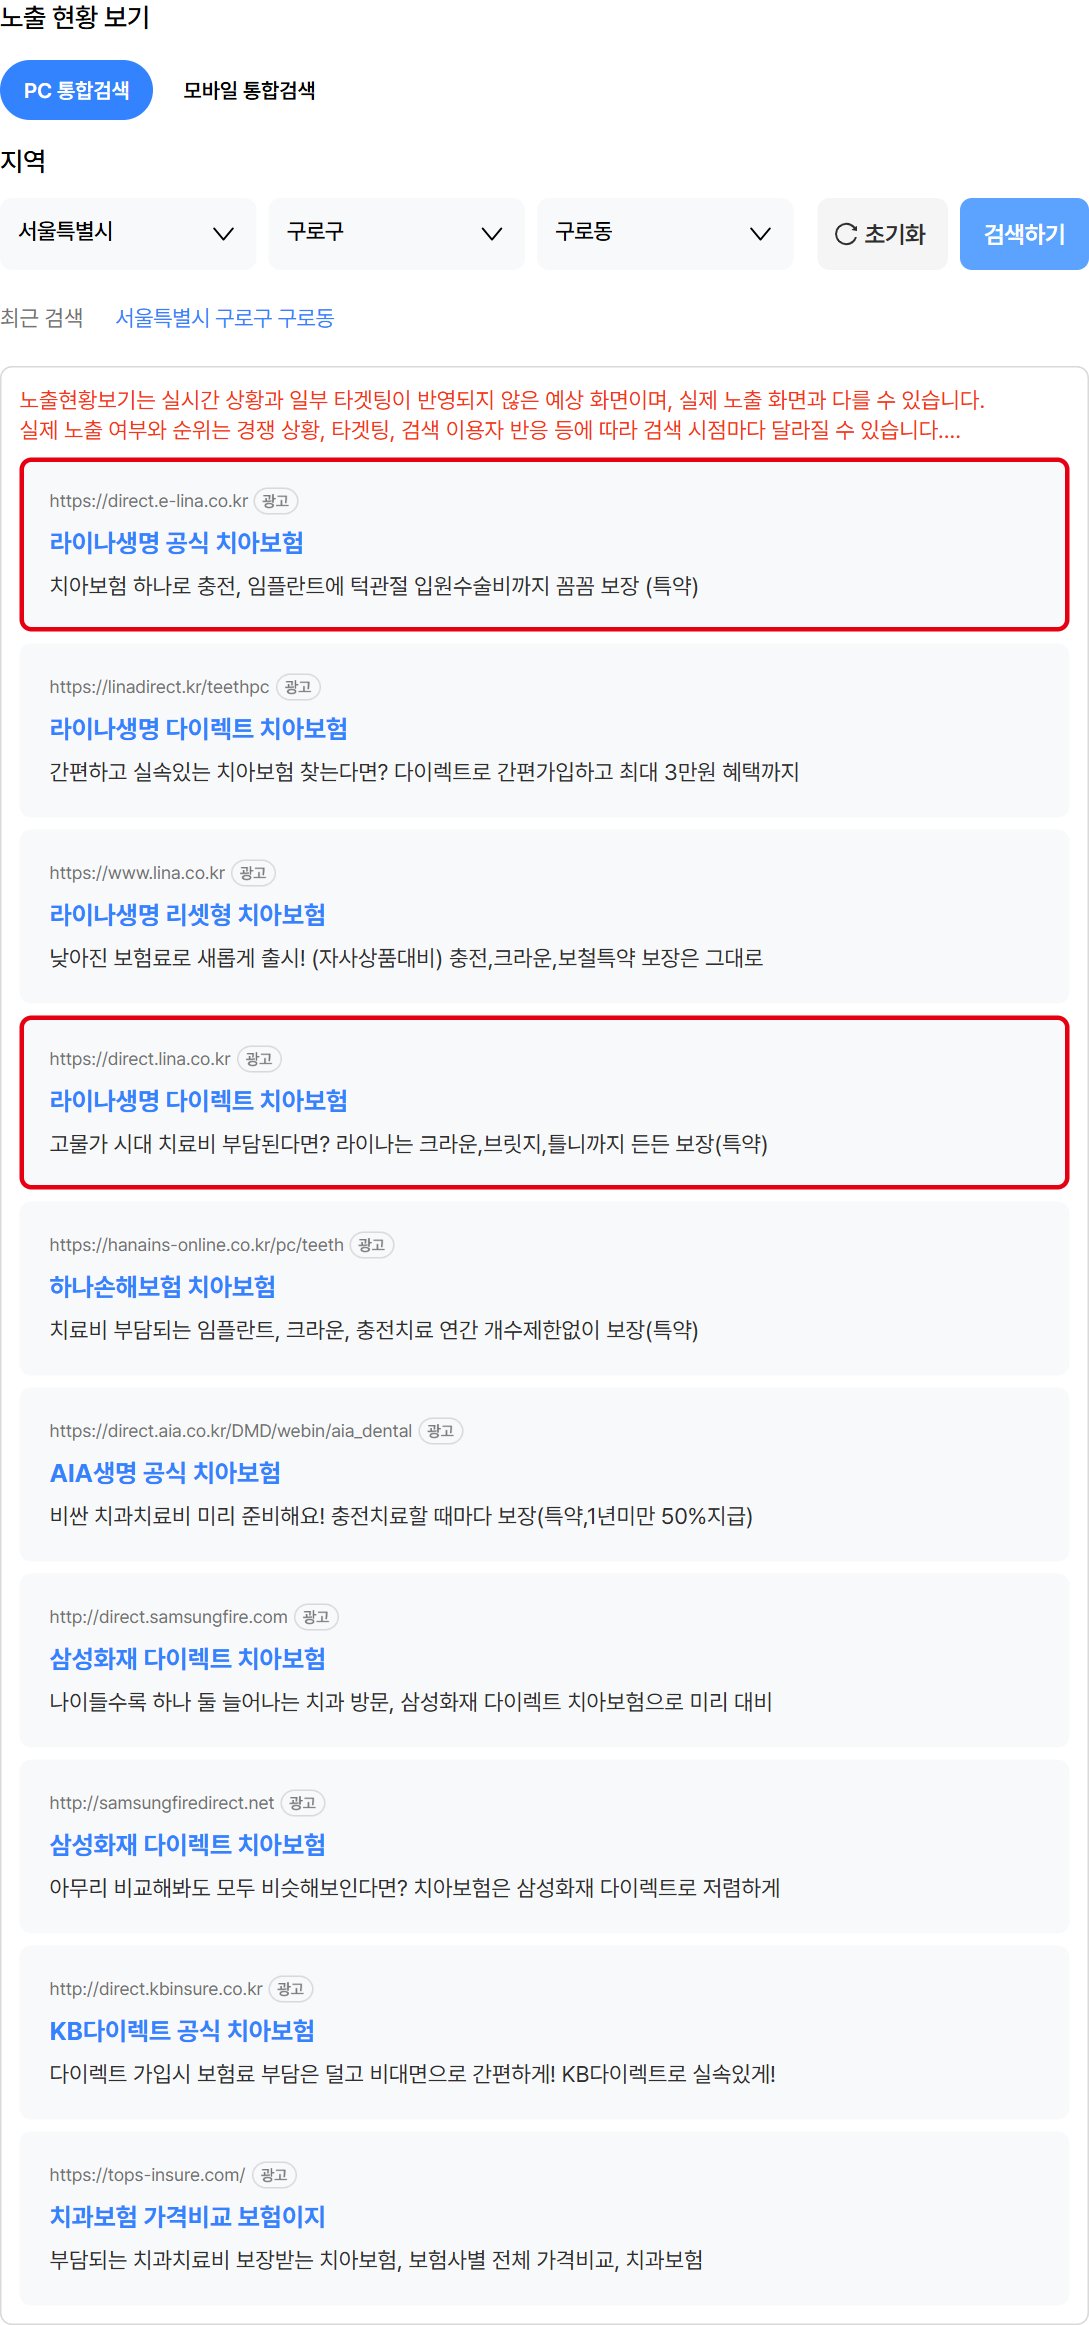 노출 현황 보기
PC 통합검색 모바일 통합검색
지역
서울특별시 구로구 구로동 초기화 검색하기
최근 검색 서울특별시 구로구 구로동
노출현황보기는 실시간 상황과 일부 타겟팅이 반영되지 않은 예상 화면이며, 실제 노출 화면과 다를 수 있습니다.
실제 노출 여부와 순위는 경쟁 상황, 타겟팅, 검색 이용자 반응 등에 따라 검색 시점마다 달라질 수 있습니다....
https://direct.e-lina.co.kr 광고
라이나생명 공식 치아보험
치아보험 하나로 충전, 임플란트에 턱관절 입원수술비까지 꼼꼼 보장 (특약)
https://linadirect.kr/teethpc 광고
라이나생명 다이렉트 치아보험
간편하고 실속있는 치아보험 찾는다면? 다이렉트로 간편가입하고 최대 3만원 혜택까지
https://www.lina.co.kr 광고
라이나생명 리셋형 치아보험
낮아진 보험료로 새롭게 출시! (자사상품대비) 충전,크라운,보철특약 보장은 그대로
https://direct.lina.co.kr 광고
라이나생명 다이렉트 치아보험
고물가 시대 치료비 부담된다면? 라이나는 크라운,브릿지,틀니까지 든든 보장(특약)
https://hanains-online.co.kr/pc/teeth 광고
하나손해보험 치아보험
치료비 부담되는 임플란트, 크라운, 충전치료 연간 개수제한없이 보장(특약)
https://direct.aia.co.kr/DMD/webin/aia_dental 광고
AIA생명 공식 치아보험
비싼 치과치료비 미리 준비해요! 충전치료할 때마다 보장(특약,1년미만 50%지급)
http://direct.samsungfire.com 광고
삼성화재 다이렉트 치아보험
나이들수록 하나 둘 늘어나는 치과 방문, 삼성화재 다이렉트 치아보험으로 미리 대비
http://samsungfiredirect.net 광고
삼성화재 다이렉트 치아보험
아무리 비교해봐도 모두 비슷해보인다면? 치아보험은 삼성화재 다이렉트로 저렴하게
http://direct.kbinsure.co.kr 광고
KB다이렉트 공식 치아보험
다이렉트 가입시 보험료 부담은 덜고 비대면으로 간편하게! KB다이렉트로 실속있게!
https://tops-insure.com/ 광고
치과보험 가격비교 보험이지
부담되는 치과치료비 보장받는 치아보험, 보험사별 전체 가격비교, 치과보험